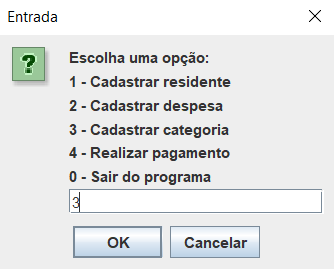 Entrada
Escolha uma opção:
1 - Cadastrar residente
2 - Cadastrar despesa
3 - Cadastrar categoria
4 - Realizar pagamento
0 - Sair do programa
3
OK
Cancelar